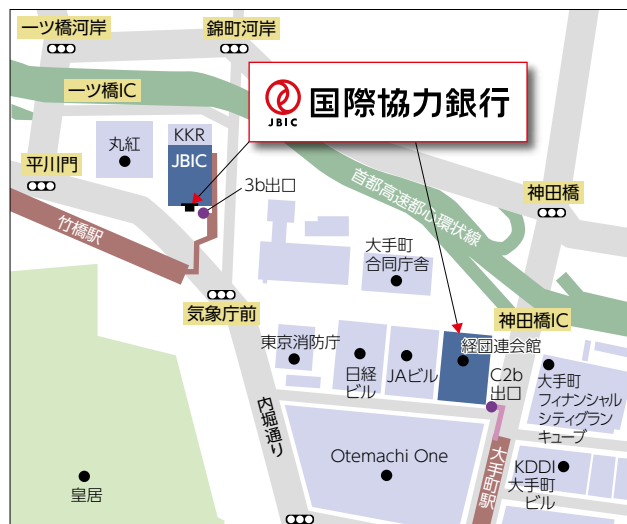 一ツ橋河岸
錦町河岸
一ツ橋IC
JBIC
国際協力銀行
丸紅
KKR
JBIC
平川門
3b出口
首都高速都心環状線
神田橋
竹橋駅
大手町
合同庁舎
気象庁前
神田橋IC
東京消防庁
日経
ビル
JAビル
経団連会館
C2b
出口
大手町
フィナンシャル
シティグラン
キューブ
内堀通り
Otemachi One
大手町駅
KDDI
大手町
ビル
皇居